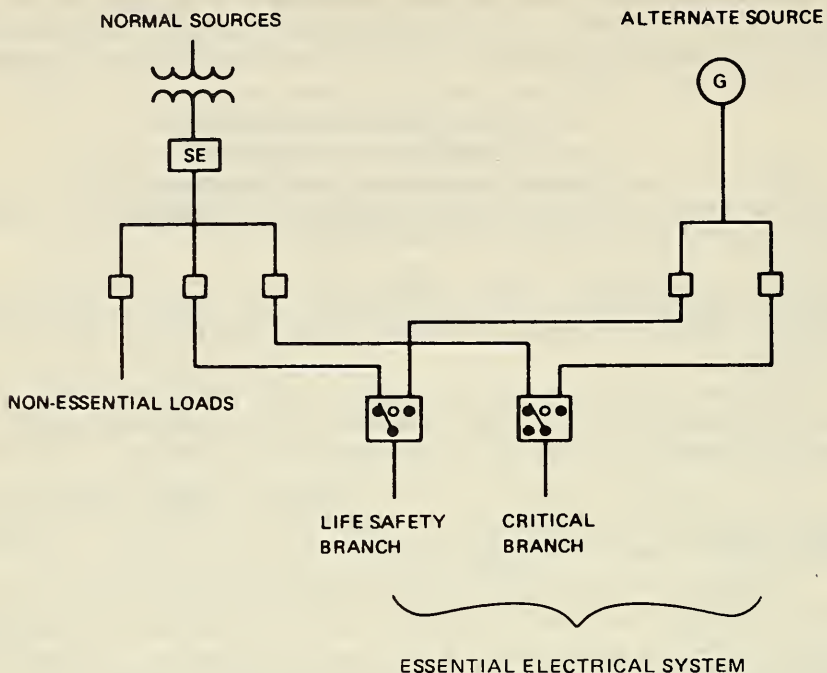 NORMAL SOURCES
ALTERNATE SOURCE
G
SE
NON-ESSENTIAL LOADS
LIFE SAFETY
BRANCH
CRITICAL
BRANCH
ESSENTIAL ELECTRICAL SYSTEM